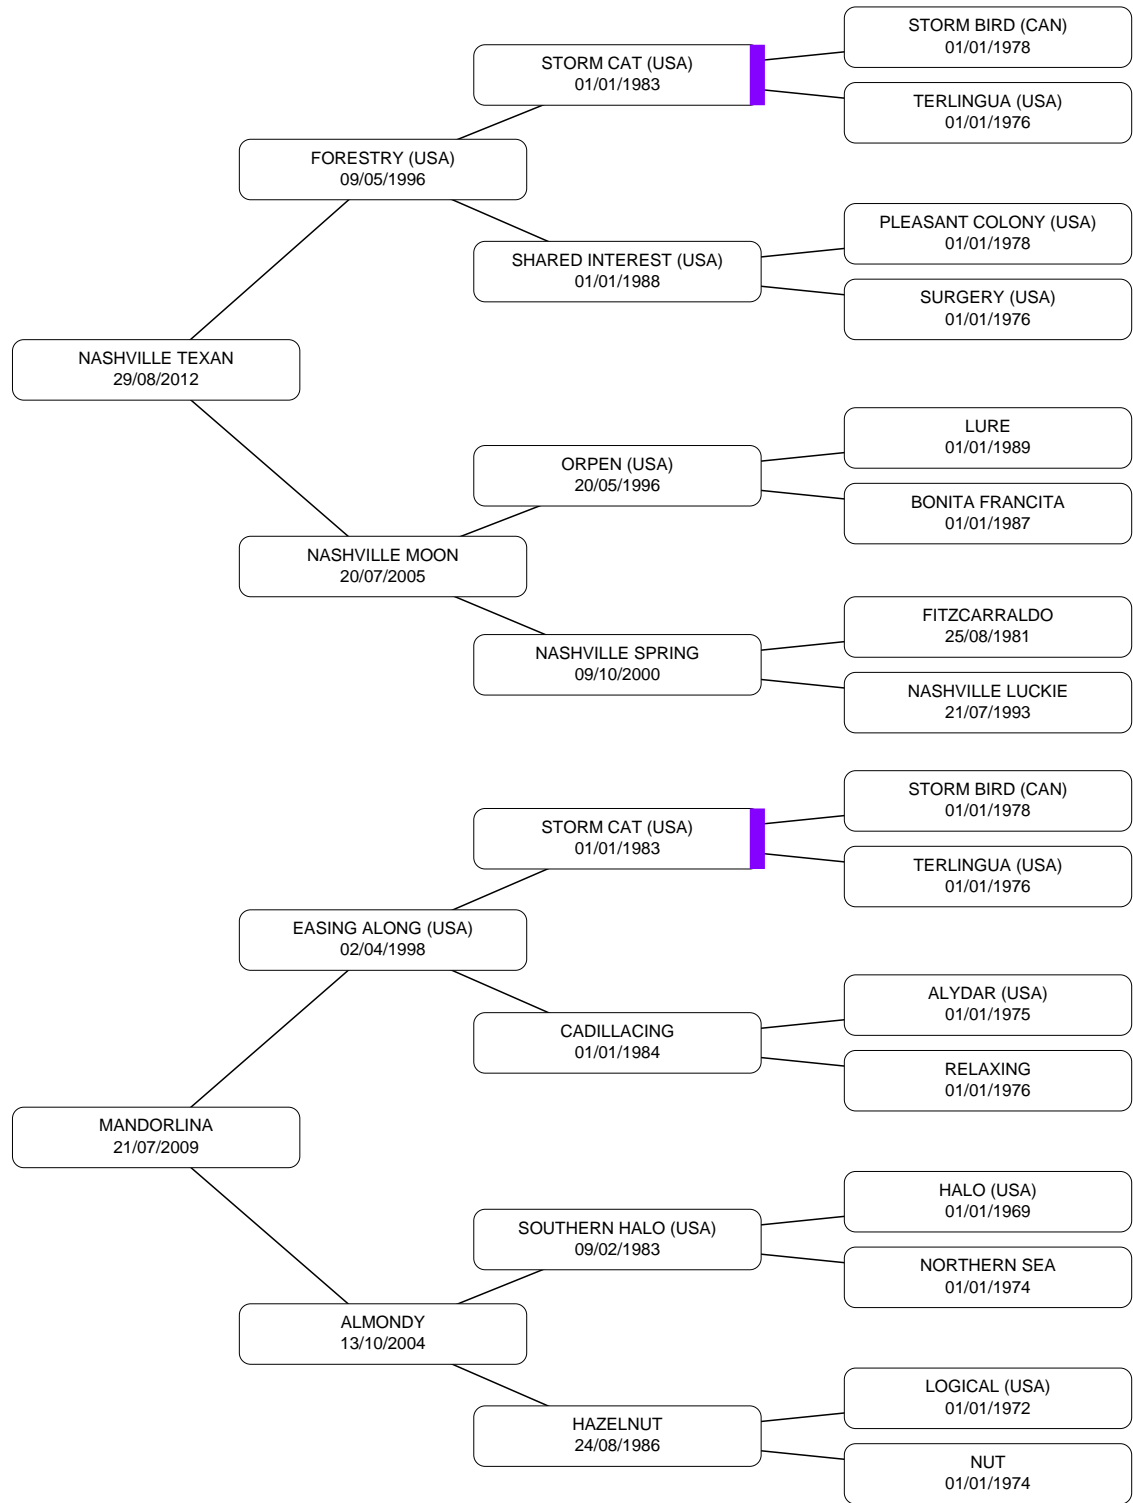 STORM BIRD (CAN)
01/01/1978
STORM CAT (USA)
01/01/1983
TERLINGUA (USA)
01/01/1976
FORESTRY (USA)
09/05/1996
PLEASANT COLONY (USA)
01/01/1978
SHARED INTEREST (USA)
01/01/1988
SURGERY (USA)
01/01/1976
NASHVILLE TEXAN
29/08/2012
LURE
01/01/1989
ORPEN (USA)
20/05/1996
BONITA FRANCITA
01/01/1987
NASHVILLE MOON
20/07/2005
FITZCARRALDO
25/08/1981
NASHVILLE SPRING
09/10/2000
NASHVILLE LUCKIE
21/07/1993
STORM BIRD (CAN)
01/01/1978
STORM CAT (USA)
01/01/1983
TERLINGUA (USA)
01/01/1976
EASING ALONG (USA)
02/04/1998
ALYDAR (USA)
01/01/1975
CADILLACING
01/01/1984
RELAXING
01/01/1976
MANDORLINA
21/07/2009
HALO (USA)
01/01/1969
SOUTHERN HALO (USA)
09/02/1983
NORTHERN SEA
01/01/1974
ALMONDY
13/10/2004
LOGICAL (USA)
01/01/1972
HAZELNUT
24/08/1986
NUT
01/01/1974